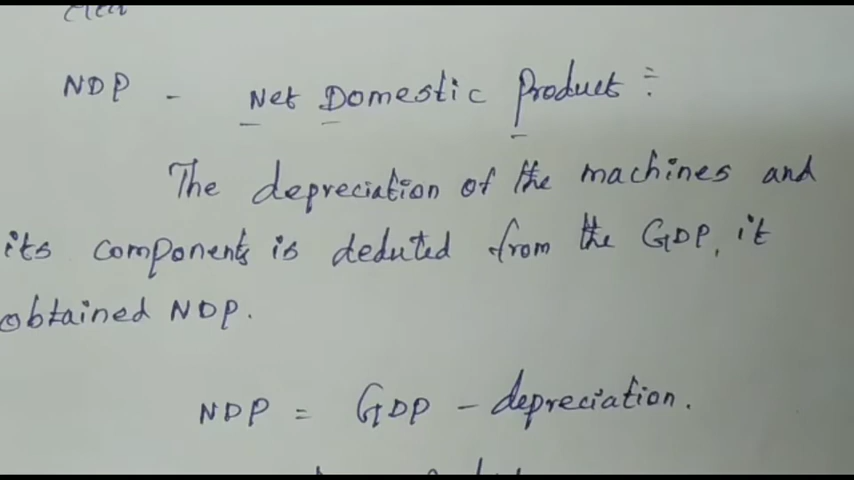 NDP - Net Domestic Product :-
The depreciation of the machines and
its components is deduted from the GDP, it
obtained NDP.
NDP = GDP - depreciation.